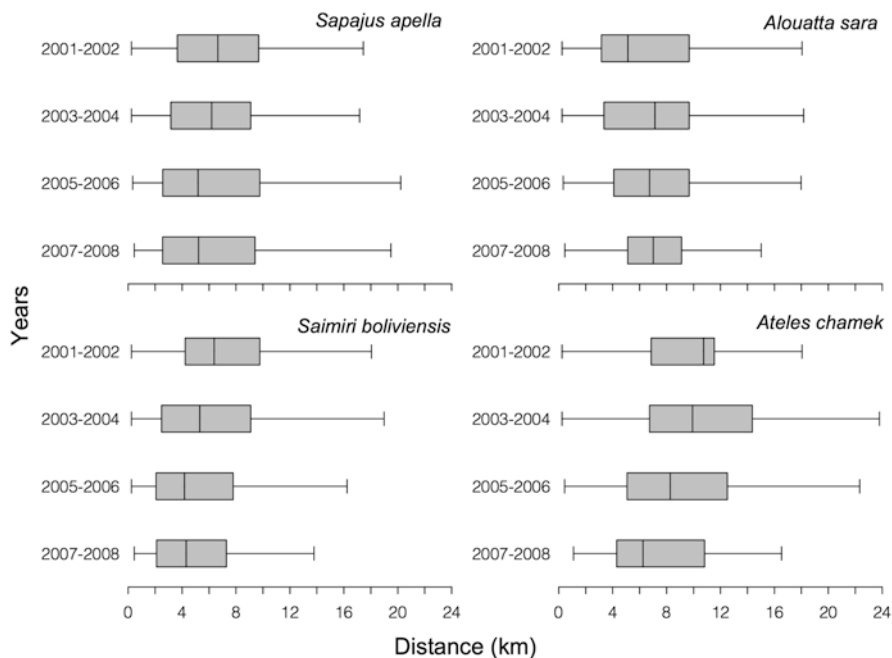 Sapajus apella
2001-2002
2003-2004
2005-2006
2007-2008
Alouatta sara
2001-2002
2003-2004
2005-2006
2007-2008
Years
Saimiri boliviensis
2001-2002
2003-2004
2005-2006
2007-2008
0 4 8 12 16 20 24
Ateles chamek
2001-2002
2003-2004
2005-2006
2007-2008
0 4 8 12 16 20 24
Distance (km)